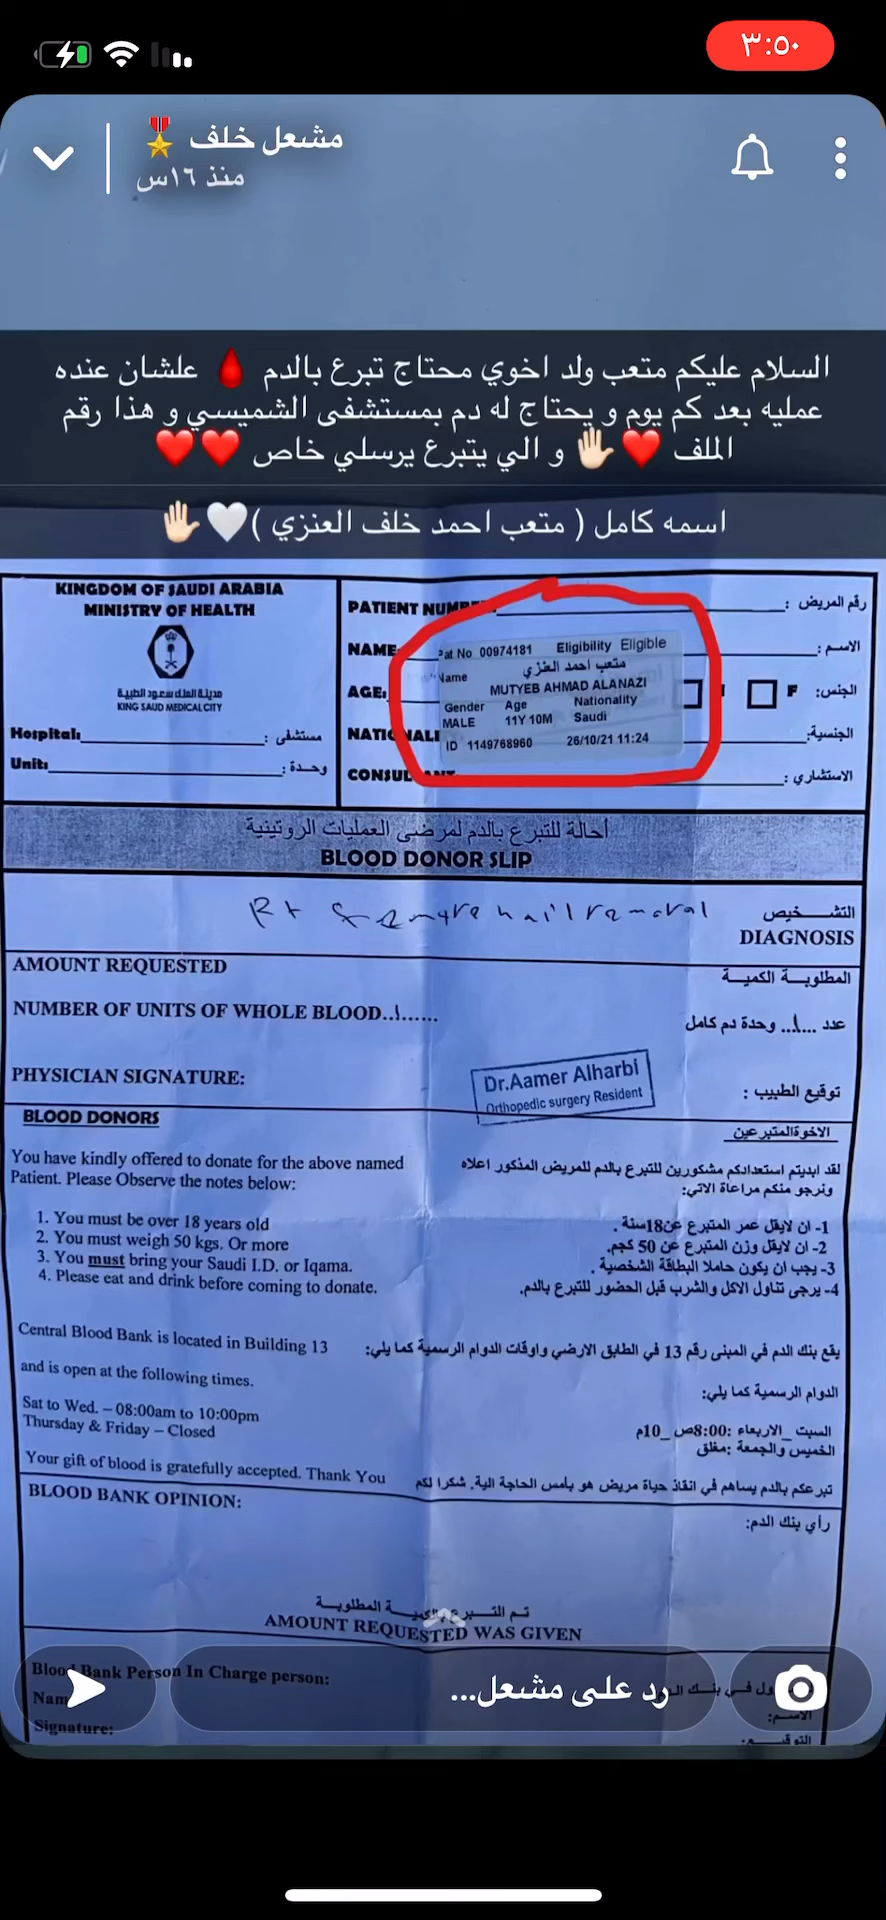 ٣:٥٠
مشعل خلف
منذ ١٦س
السلام عليكم متعب ولد اخوي محتاج تبرع بالدم 🩸 علشان عنده
عمليه بعد كم يوم و يحتاج له دم بمستشفى الشميسي و هذا رقم
الملف ❤️✋🏻 و الي يتبرع يرسلي خاص ❤️❤️
اسمه كامل ( متعب احمد خلف العنزي )🤍✋🏻
KINGDOM OF SAUDI ARABIA
MINISTRY OF HEALTH
مدينة الملك سعود الطبية
KING SAUD MEDICAL CITY
Hospital: مستشفى :
Unit: وحدة :
PATIENT NUMBER: رقم المريض :
NAME: الاسم :
AGE: F الجنس:
الجنسية:
الاستشاري :
Pat No 00974181 Eligibility Eligible
متعب احمد العنزي
Name
MUTYEB AHMAD ALANAZI
Gender Age Nationality
MALE 11Y 10M Saudi
ID 1149768960 26/10/21 11:24
أحالة للتبرع بالدم لمرضى العمليات الروتينية
BLOOD DONOR SLIP
التشخيص
DIAGNOSIS
Rt nail removal
AMOUNT REQUESTED المطلوبة الكمية
NUMBER OF UNITS OF WHOLE BLOOD..1...... عدد ...1... وحدة دم كامل
PHYSICIAN SIGNATURE: توقيع الطبيب :
Dr.Aamer Alharbi
Orthopedic surgery Resident
BLOOD DONORS الاخوة المتبرعين
You have kindly offered to donate for the above named
Patient. Please Observe the notes below:
لقد ابديتم استعدادكم مشكورين للتبرع بالدم للمريض المذكور اعلاه
ونرجو منكم مراعاة الاتي:
1. You must be over 18 years old
2. You must weigh 50 kgs. Or more
3. You must bring your Saudi I.D. or Iqama.
4. Please eat and drink before coming to donate.
1- ان لايقل عمر المتبرع عن18سنة .
2- ان لايقل وزن المتبرع عن 50 كجم.
3- يجب ان يكون حاملا البطاقة الشخصية .
4- يرجى تناول الاكل والشرب قبل الحضور للتبرع بالدم.
Central Blood Bank is located in Building 13
and is open at the following times.
يقع بنك الدم في المبنى رقم 13 في الطابق الارضي واوقات الدوام الرسمية كما يلي:
الدوام الرسمية كما يلي:
Sat to Wed. – 08:00am to 10:00pm
Thursday & Friday – Closed
السبت _الاربعاء :8:00ص _10م
الخميس والجمعة :مغلق
Your gift of blood is gratefully accepted. Thank You
تبرعكم بالدم يساهم في انقاذ حياة مريض هو بأمس الحاجة الية. شكرا لكم
BLOOD BANK OPINION: رأي بنك الدم:
تم التبرع بالكمية المطلوبة
AMOUNT REQUESTED WAS GIVEN
Blood Bank Person In Charge person:
Signature:
الاسم:
رد على مشعل...